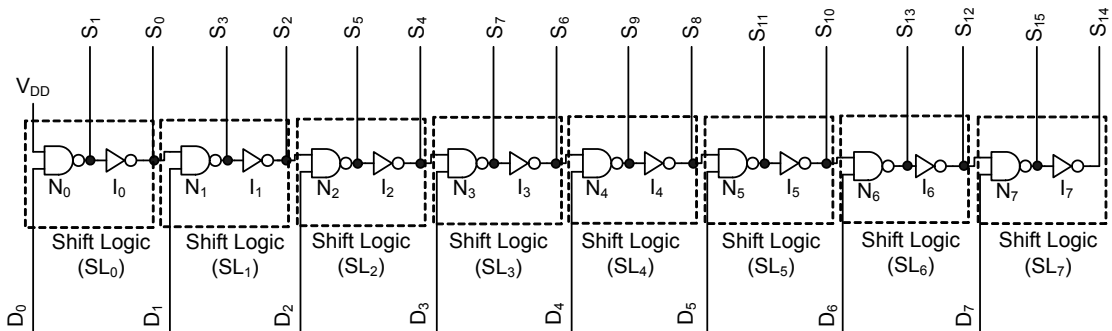 S₁ S₀ S₃ S₂ S₅ S₄ S₇ S₆ S₉ S₈ S₁₁ S₁₀ S₁₃ S₁₂ S₁₅ S₁₄
V_DD
N₀ I₀ N₁ I₁ N₂ I₂ N₃ I₃ N₄ I₄ N₅ I₅ N₆ I₆ N₇ I₇
Shift Logic Shift Logic Shift Logic Shift Logic Shift Logic Shift Logic Shift Logic Shift Logic
(SL₀) (SL₁) (SL₂) (SL₃) (SL₄) (SL₅) (SL₆) (SL₇)
D₀ D₁ D₂ D₃ D₄ D₅ D₆ D₇